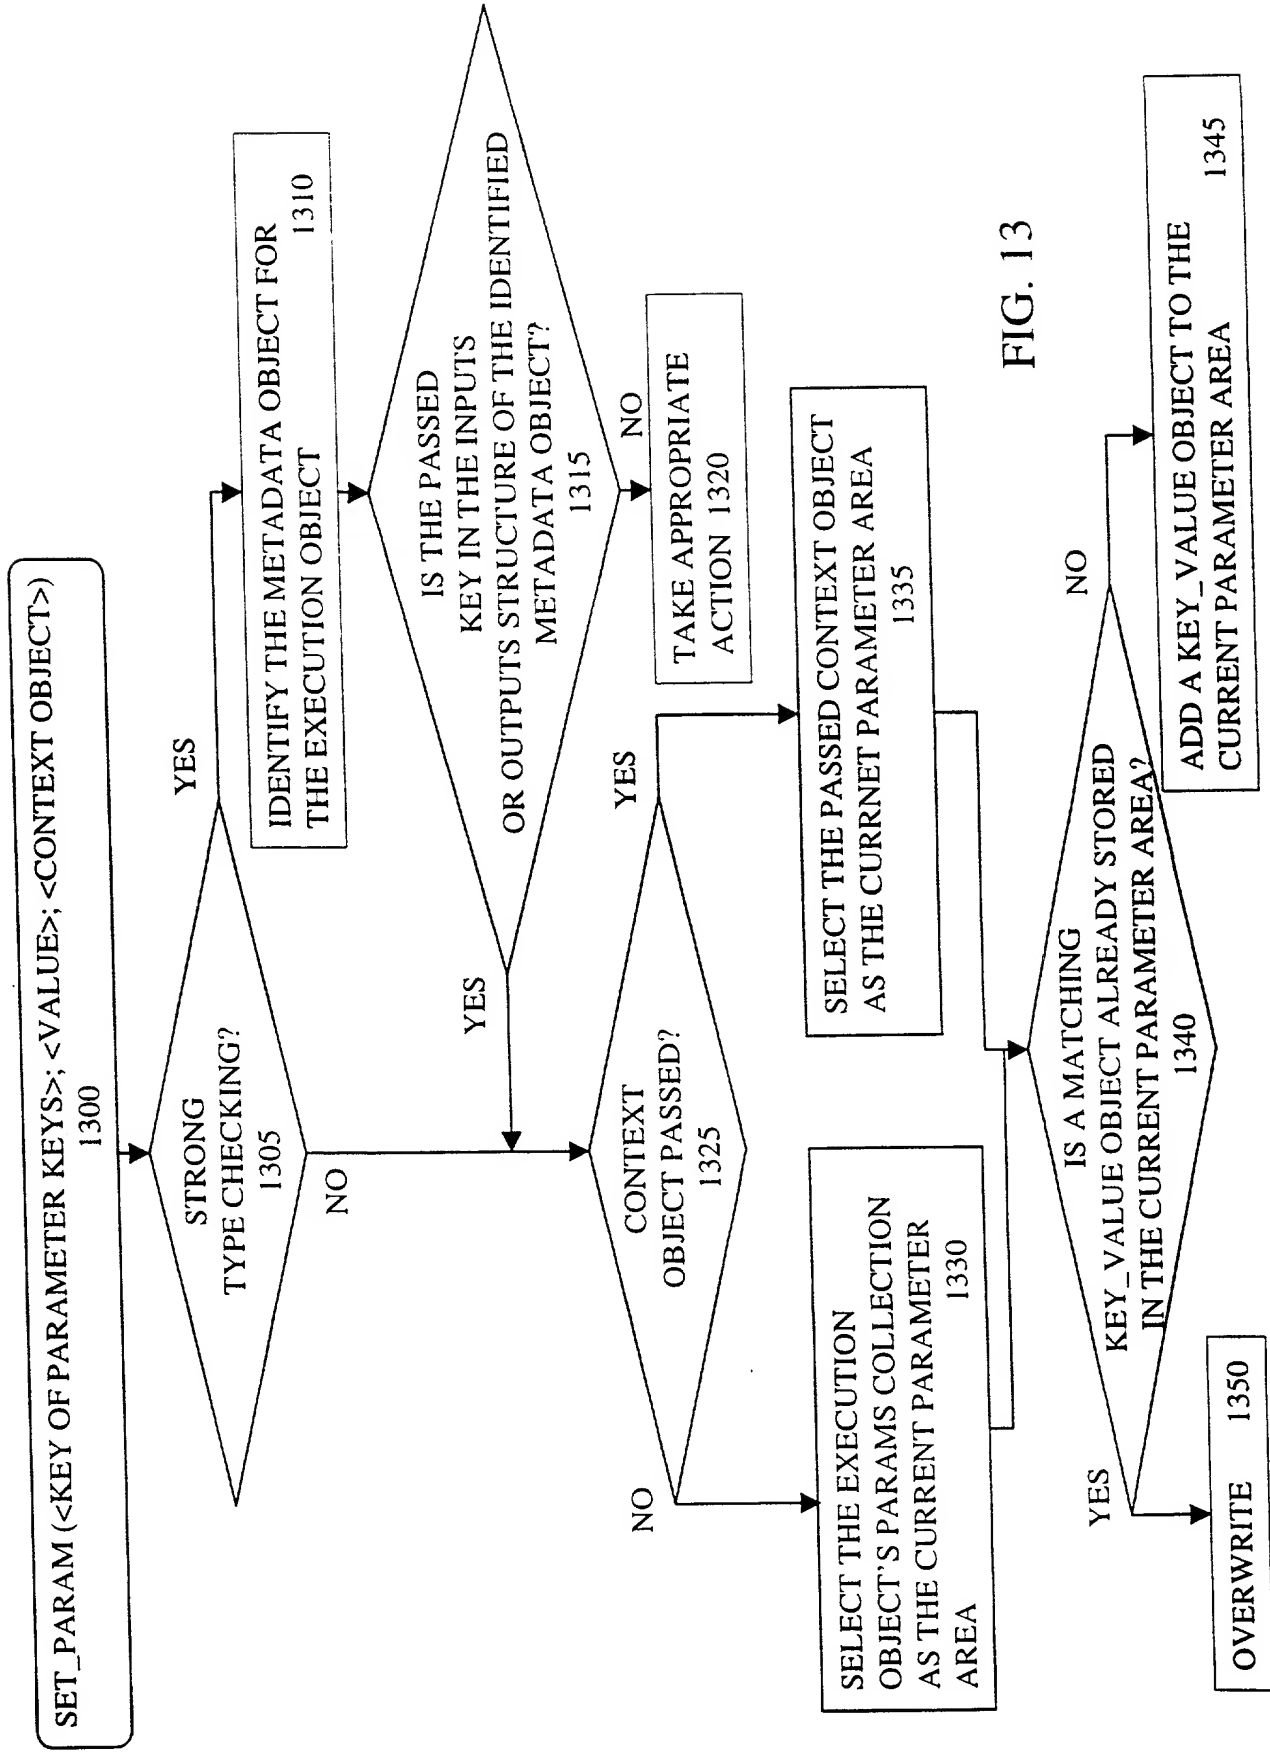 SET_PARAM (<KEY OF PARAMETER KEYS>; <VALUE>; <CONTEXT OBJECT>)
1300
STRONG
TYPE CHECKING?
1305
YES
NO
IDENTIFY THE METADATA OBJECT FOR
THE EXECUTION OBJECT 1310
IS THE PASSED
KEY IN THE INPUTS
OR OUTPUTS STRUCTURE OF THE IDENTIFIED
METADATA OBJECT?
1315
YES
NO
TAKE APPROPRIATE
ACTION 1320
CONTEXT
OBJECT PASSED?
1325
NO
YES
SELECT THE EXECUTION
OBJECT'S PARAMS COLLECTION
AS THE CURRENT PARAMETER
AREA 1330
SELECT THE PASSED CONTEXT OBJECT
AS THE CURRNET PARAMETER AREA
1335
IS A MATCHING
KEY_VALUE OBJECT ALREADY STORED
IN THE CURRENT PARAMETER AREA?
1340
YES
NO
OVERWRITE 1350
ADD A KEY_VALUE OBJECT TO THE
CURRENT PARAMETER AREA 1345
FIG. 13